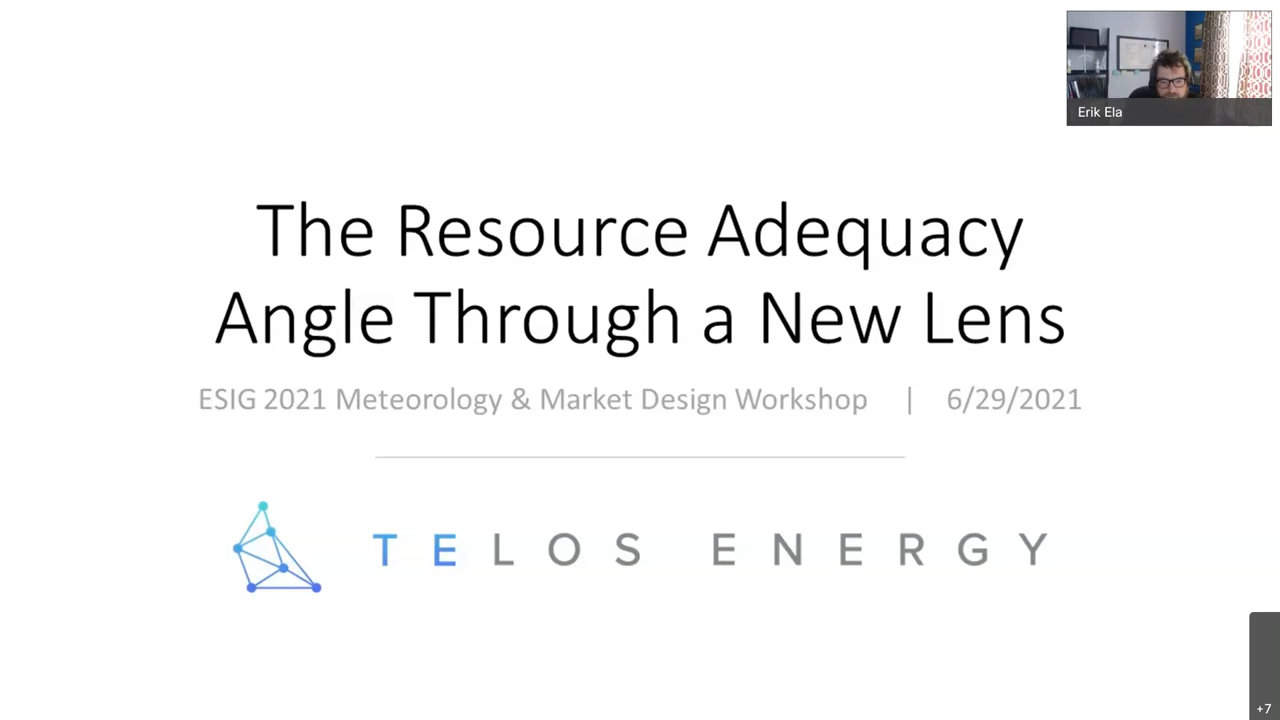 Erik Ela
The Resource Adequacy
Angle Through a New Lens
ESIG 2021 Meteorology & Market Design Workshop | 6/29/2021
TELOS ENERGY
+7